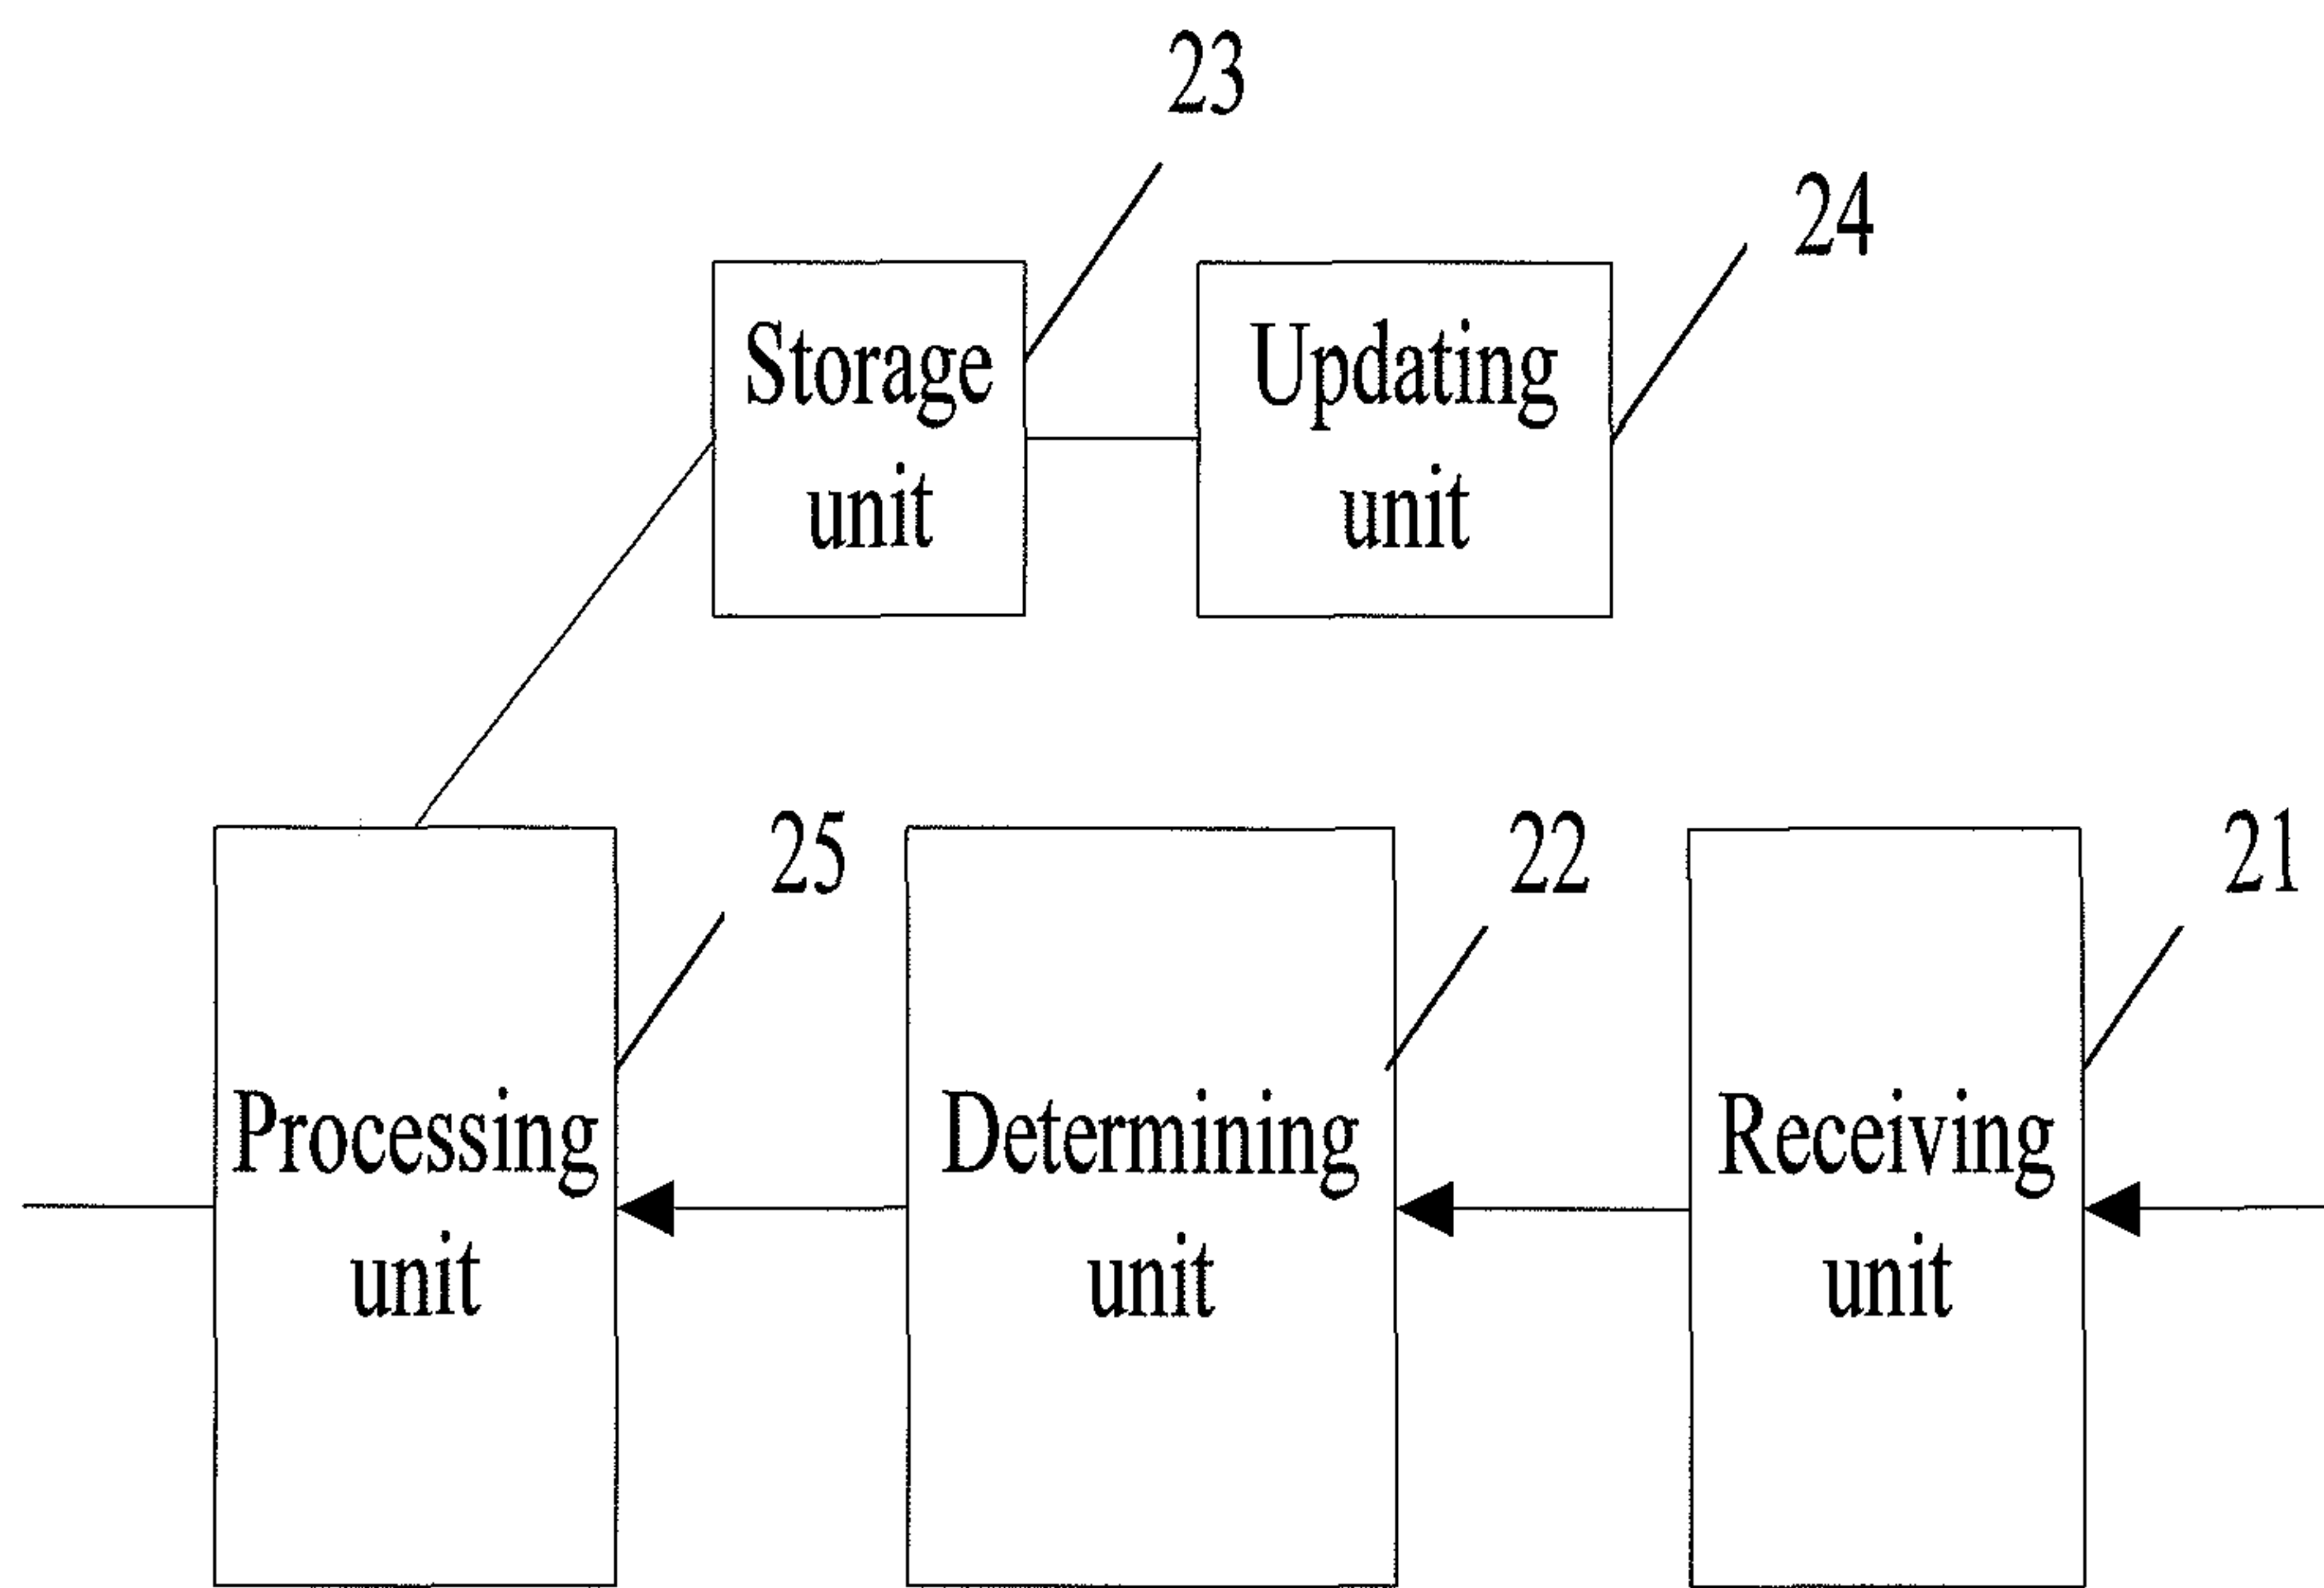 23
24
Storage
unit
Updating
unit
25
22
21
Processing
unit
Determining
unit
Receiving
unit